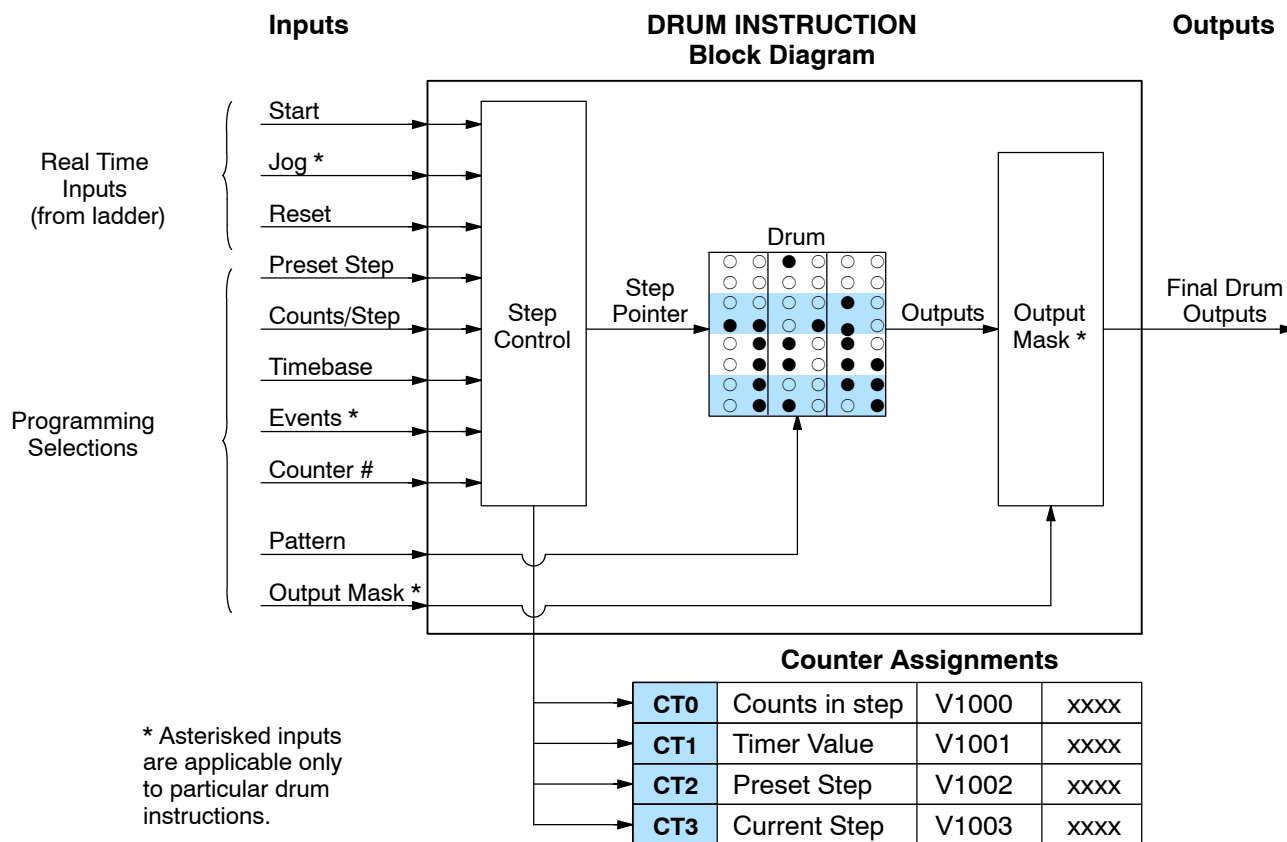 Inputs
DRUM INSTRUCTION
Block Diagram
Outputs
Real Time
Inputs
(from ladder)
Start
Jog *
Reset
Programming
Selections
Preset Step
Counts/Step
Timebase
Events *
Counter #
Pattern
Output Mask *
Step
Control
Step
Pointer
Drum
Outputs
Output
Mask *
Final Drum
Outputs
Counter Assignments
CT0 Counts in step V1000 xxxx
CT1 Timer Value V1001 xxxx
CT2 Preset Step V1002 xxxx
CT3 Current Step V1003 xxxx
* Asterisked inputs
are applicable only
to particular drum
instructions.